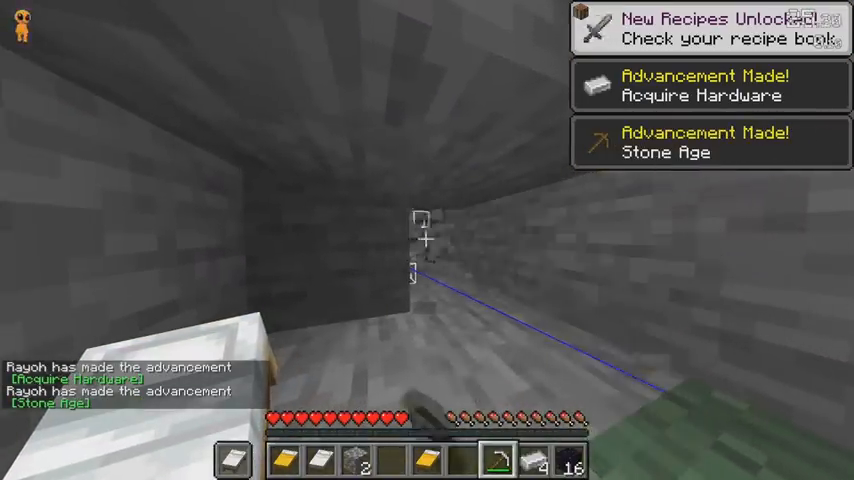 New Recipes Unlocked!
Check your recipe book
Advancement Made!
Acquire Hardware
Advancement Made!
Stone Age
Rayoh has made the advancement
[Acquire Hardware]
Rayoh has made the advancement
[Stone Age]
2
4
16